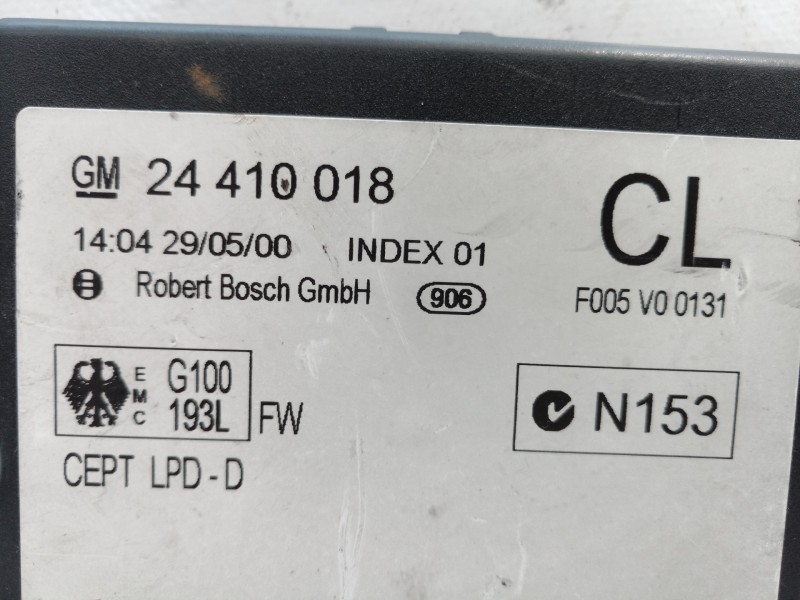 GM 24 410 018
CL
14:04 29/05/00 INDEX 01
Robert Bosch GmbH 906
F005 V0 0131
EMC G100
193L FW
N153
CEPT LPD - D